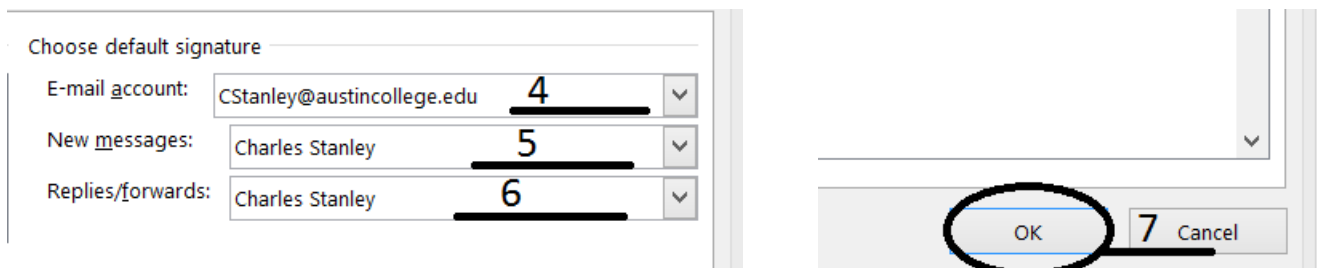 Choose default signature
E-mail account: CStanley@austincollege.edu 4
New messages: Charles Stanley 5
Replies/forwards: Charles Stanley 6
OK 7 Cancel